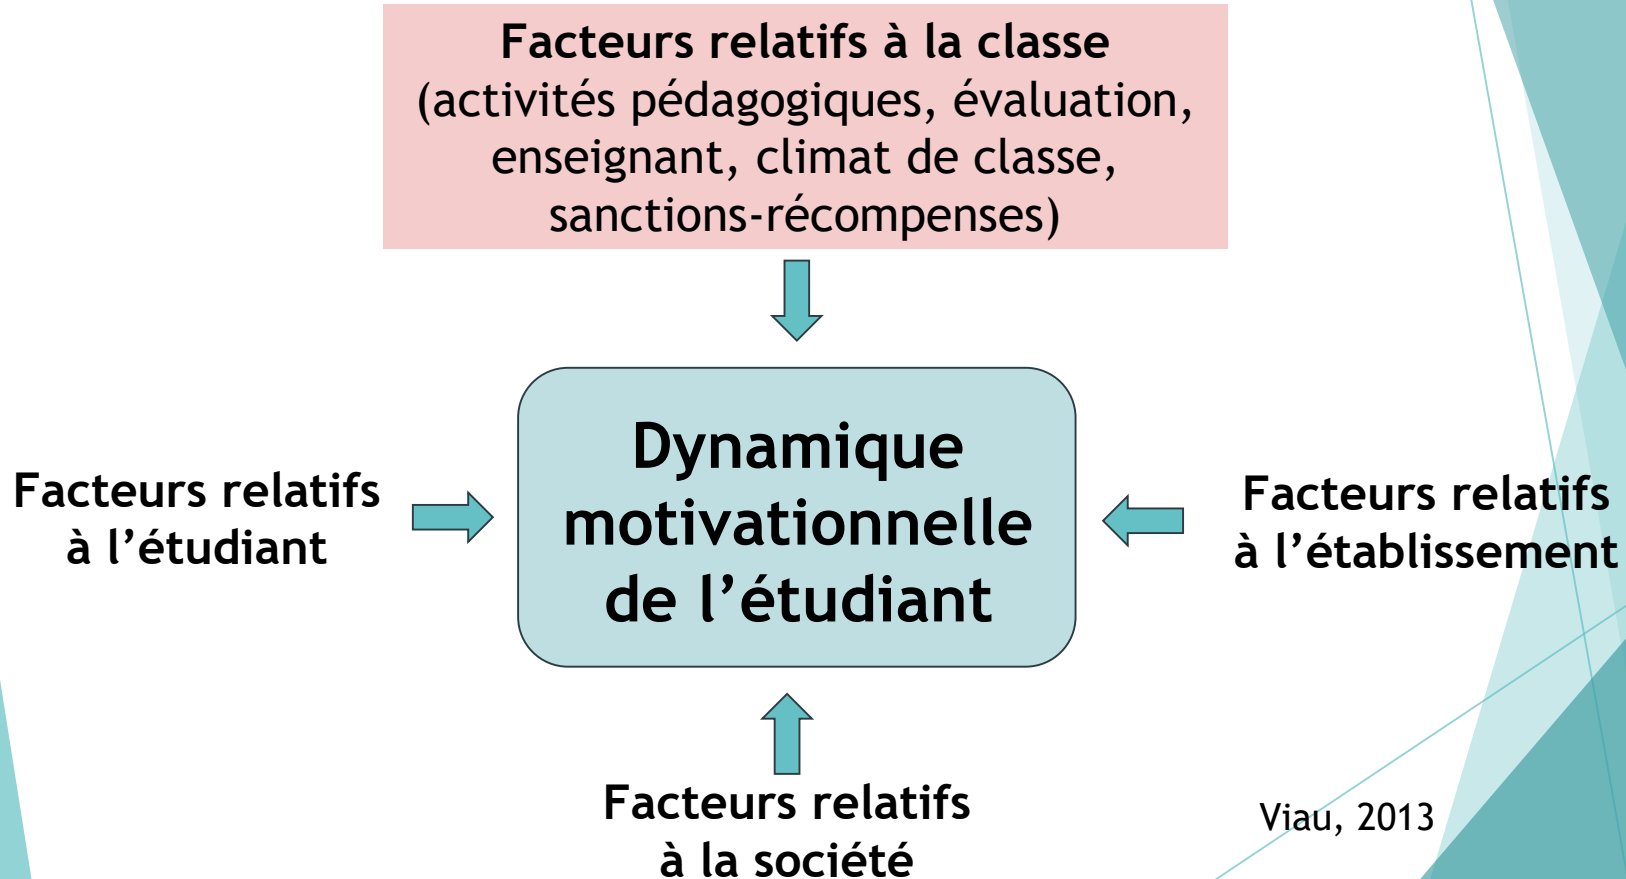 Facteurs relatifs à la classe
(activités pédagogiques, évaluation,
enseignant, climat de classe,
sanctions-récompenses)
Facteurs relatifs
à l’étudiant
Dynamique
motivationnelle
de l’étudiant
Facteurs relatifs
à l’établissement
Facteurs relatifs
à la société
Viau, 2013